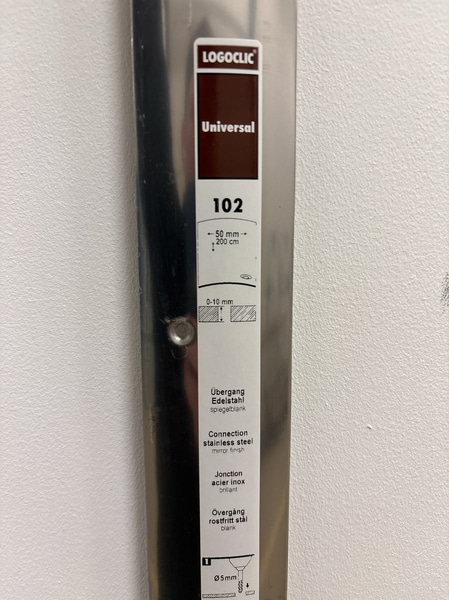 LOGOCLIC®
Universal
102
←50 mm→
200 cm
0-10 mm
Übergang
Edelstahl
spiegelblank
Connection
stainless steel
mirror finish
Jonction
acier inox
brillant
Övergång
rostfritt stål
blank
1
Ø5mm